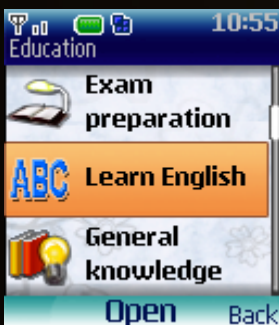 10:55
Education
Exam
preparation
ABC Learn English
General
knowledge
Open Back